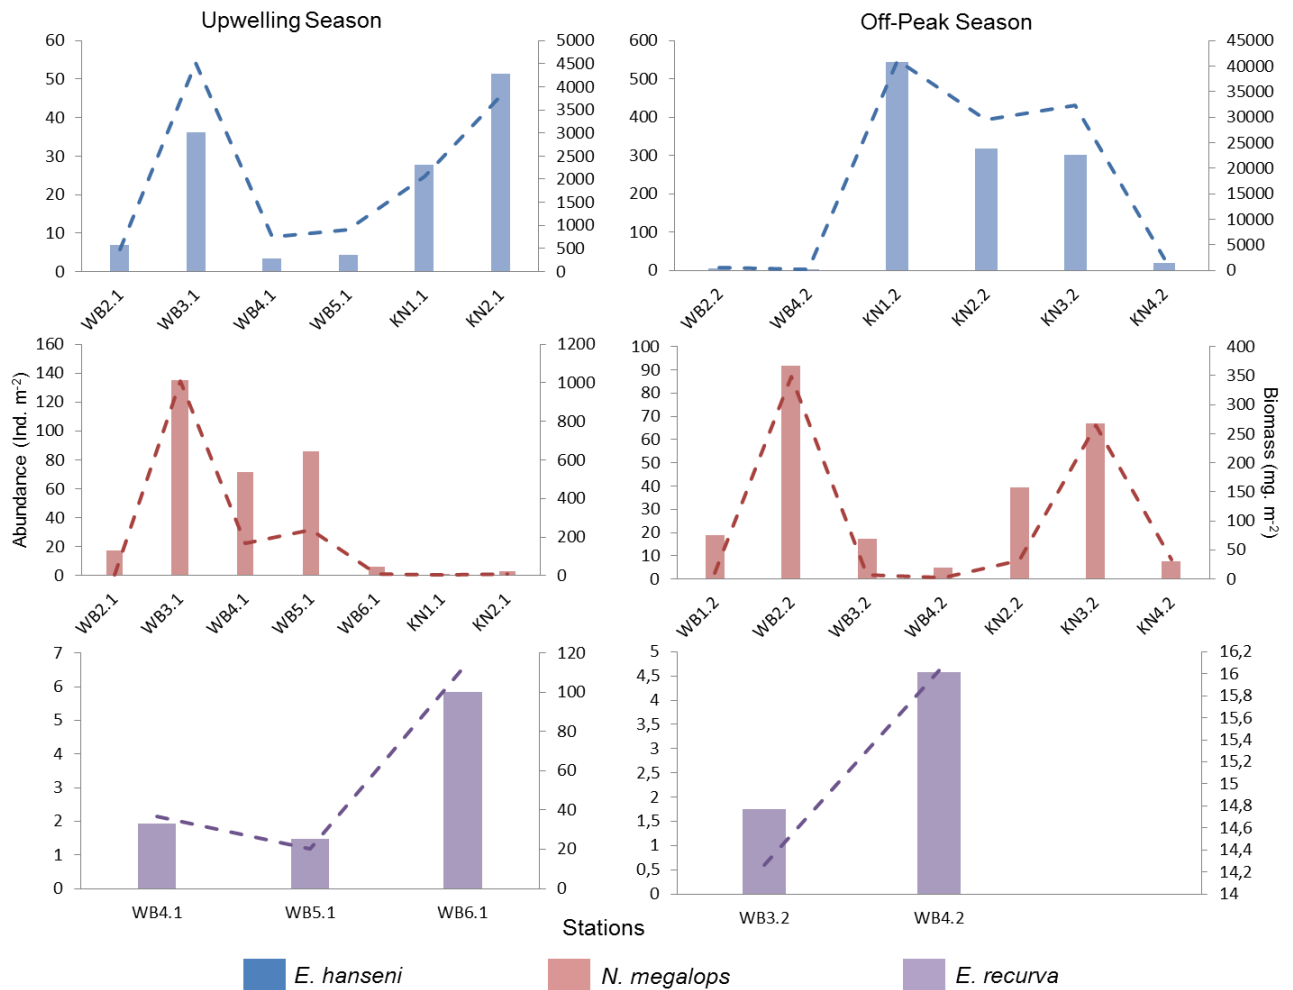 Upwelling Season
Off-Peak Season
60
50
40
30
20
10
0
5000
4500
4000
3500
3000
2500
2000
1500
1000
500
0
WB2.1
WB3.1
WB4.1
WB5.1
KN1.1
KN2.1
600
500
400
300
200
100
0
45000
40000
35000
30000
25000
20000
15000
10000
5000
0
WB2.2
WB4.2
KN1.2
KN2.2
KN3.2
KN4.2
Abundance (Ind. m⁻²)
160
140
120
100
80
60
40
20
0
1200
1000
800
600
400
200
0
WB2.1
WB3.1
WB4.1
WB5.1
WB6.1
KN1.1
KN2.1
100
90
80
70
60
50
40
30
20
10
0
400
350
300
250
200
150
100
50
0
Biomass (mg. m⁻²)
WB1.2
WB2.2
WB3.2
WB4.2
KN2.2
KN3.2
KN4.2
7
6
5
4
3
2
1
0
120
100
80
60
40
20
0
WB4.1
WB5.1
WB6.1
5
4,5
4
3,5
3
2,5
2
1,5
1
0,5
0
16,2
16
15,8
15,6
15,4
15,2
15
14,8
14,6
14,4
14,2
14
WB3.2
WB4.2
Stations
E. hanseni
N. megalops
E. recurva